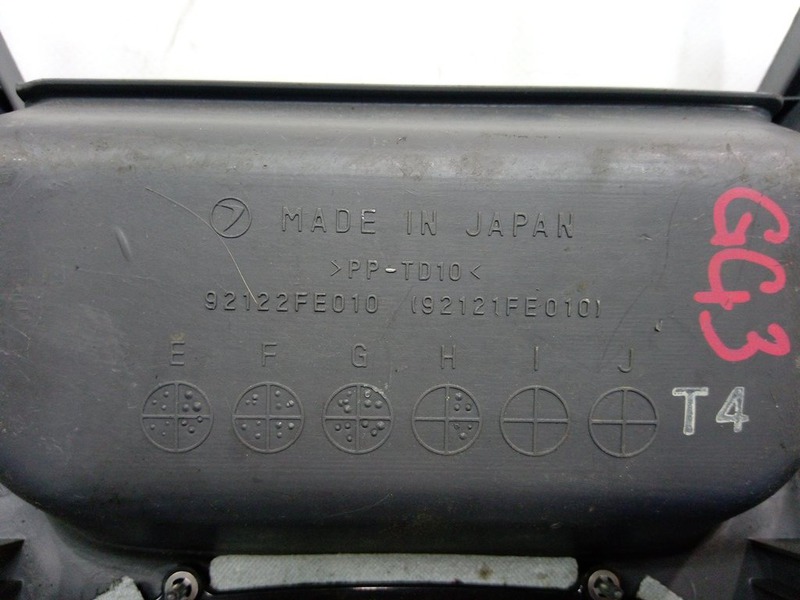 MADE IN JAPAN
>PP-TD10<
92122FE010 (92121FE010)
E F G H I J
T4
GG3